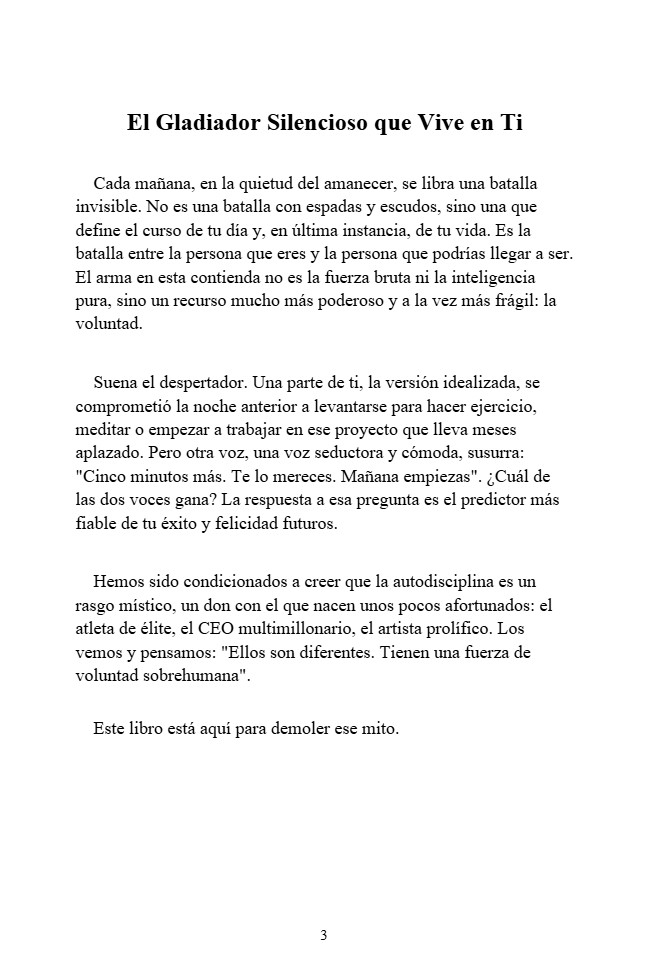 El Gladiador Silencioso que Vive en Ti
Cada mañana, en la quietud del amanecer, se libra una batalla
invisible. No es una batalla con espadas y escudos, sino una que
define el curso de tu día y, en última instancia, de tu vida. Es la
batalla entre la persona que eres y la persona que podrías llegar a ser.
El arma en esta contienda no es la fuerza bruta ni la inteligencia
pura, sino un recurso mucho más poderoso y a la vez más frágil: la
voluntad.
Suena el despertador. Una parte de ti, la versión idealizada, se
comprometió la noche anterior a levantarse para hacer ejercicio,
meditar o empezar a trabajar en ese proyecto que lleva meses
aplazado. Pero otra voz, una voz seductora y cómoda, susurra:
"Cinco minutos más. Te lo mereces. Mañana empiezas". ¿Cuál de
las dos voces gana? La respuesta a esa pregunta es el predictor más
fiable de tu éxito y felicidad futuros.
Hemos sido condicionados a creer que la autodisciplina es un
rasgo místico, un don con el que nacen unos pocos afortunados: el
atleta de élite, el CEO multimillonario, el artista prolífico. Los
vemos y pensamos: "Ellos son diferentes. Tienen una fuerza de
voluntad sobrehumana".
Este libro está aquí para demoler ese mito.
3